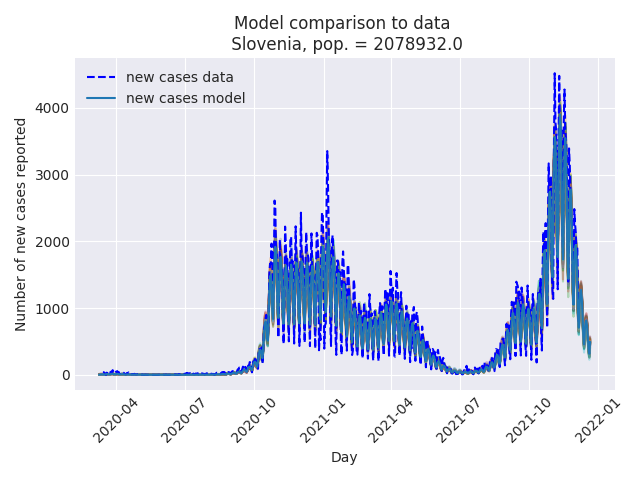 Model comparison to data
Slovenia, pop. = 2078932.0
new cases data
new cases model
Number of new cases reported
4000
3000
2000
1000
0
2020-04
2020-07
2020-10
2021-01
2021-04
2021-07
2021-10
2022-01
Day